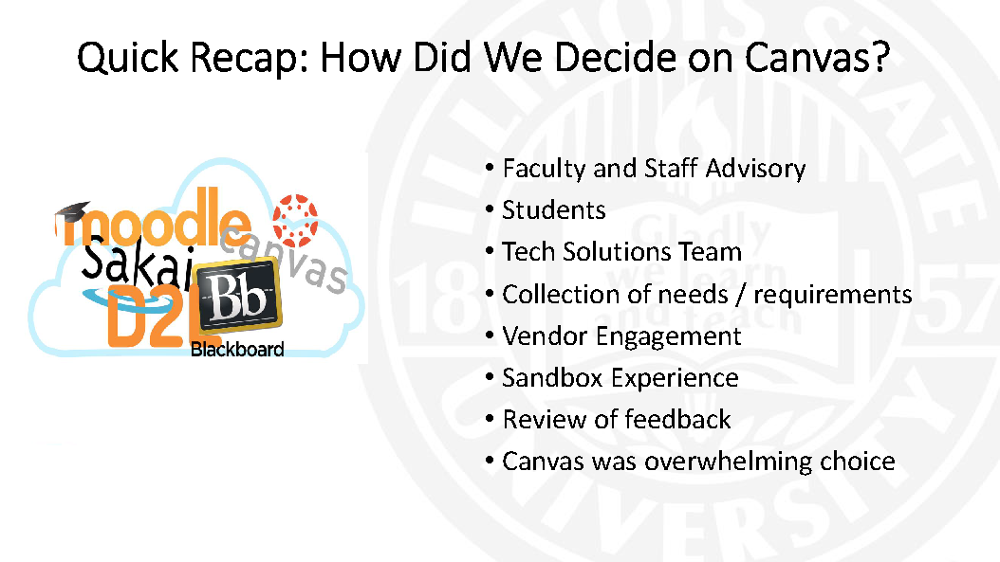 Quick Recap: How Did We Decide on Canvas?
moodle
canvas
Sakai
D2L
Bb
Blackboard
• Faculty and Staff Advisory
• Students
• Tech Solutions Team
• Collection of needs / requirements
• Vendor Engagement
• Sandbox Experience
• Review of feedback
• Canvas was overwhelming choice
ILLINOIS STATE
UNIVERSITY
18 57
Gladly
we learn
and teach